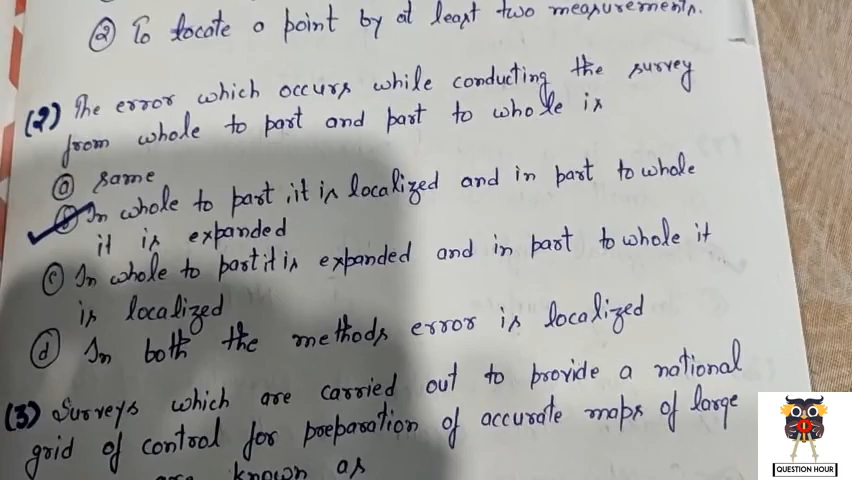 ② To locate a point by at least two measurements.
(2) The error which occurs while conducting the survey
from whole to part and part to whole is
ⓐ same
ⓑ In whole to part, it is localized and in part to whole
it is expanded
ⓒ In whole to part it is expanded and in part to whole it
is localized
ⓓ In both the methods error is localized
(3) Surveys which are carried out to provide a national
grid of control for preparation of accurate maps of large
are known as
QUESTION HOUR